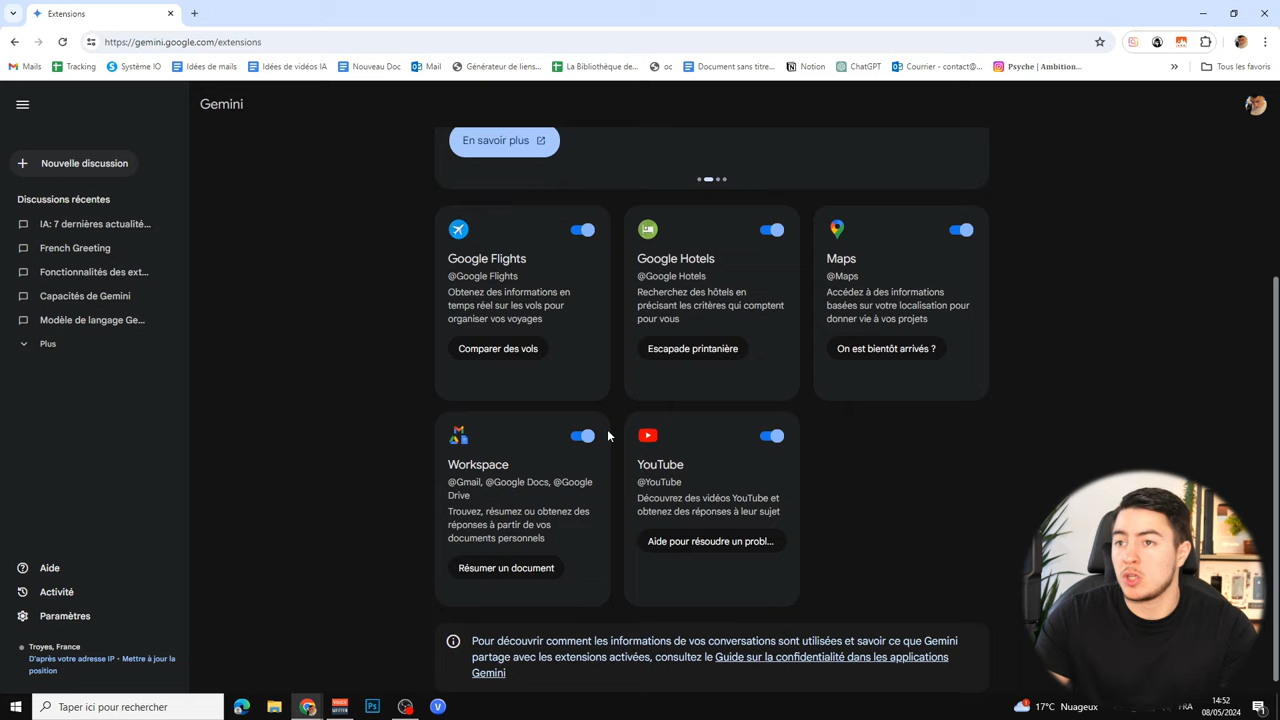 Extensions
https://gemini.google.com/extensions
Mails
Tracking
Système IO
Idées de mails
Idées de vidéos IA
Nouveau Doc
Mail
Générateur de liens...
La Bibliothèque de...
oc
Document sans titre...
Notion
ChatGPT
Courrier - contact@...
Psyche | Ambition...
Tous les favoris
Gemini
En savoir plus
Nouvelle discussion
Discussions récentes
IA: 7 dernières actualité...
French Greeting
Fonctionnalités des ext...
Capacités de Gemini
Modèle de langage Ge...
Plus
Google Flights
@Google Flights
Obtenez des informations en
temps réel sur les vols pour
organiser vos voyages
Comparer des vols
Google Hotels
@Google Hotels
Recherchez des hôtels en
précisant les critères qui comptent
pour vous
Escapade printanière
Maps
@Maps
Accédez à des informations
basées sur votre localisation pour
donner vie à vos projets
On est bientôt arrivés ?
Workspace
@Gmail, @Google Docs, @Google
Drive
Trouvez, résumez ou obtenez des
réponses à partir de vos
documents personnels
Résumer un document
YouTube
@YouTube
Découvrez des vidéos YouTube et
obtenez des réponses à leur sujet
Aide pour résoudre un probl...
Aide
Activité
Paramètres
Troyes, France
D'après votre adresse IP - Mettre à jour la
position
Pour découvrir comment les informations de vos conversations sont utilisées et savoir ce que Gemini
partage avec les extensions activées, consultez le Guide sur la confidentialité dans les applications
Gemini
Taper ici pour rechercher
Ps
V
17°C Nuageux
FRA
14:52
08/05/2024